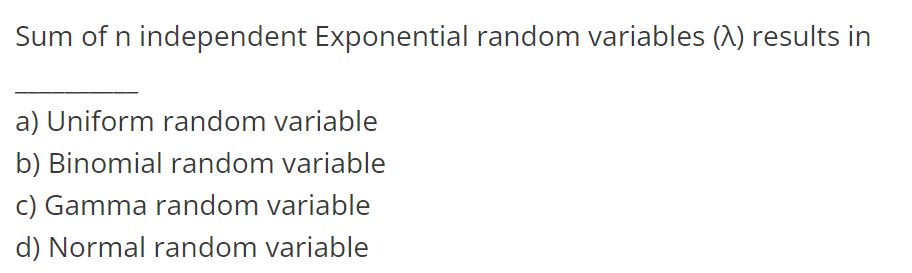 Sum of n independent Exponential random variables (λ) results in
__________
a) Uniform random variable
b) Binomial random variable
c) Gamma random variable
d) Normal random variable